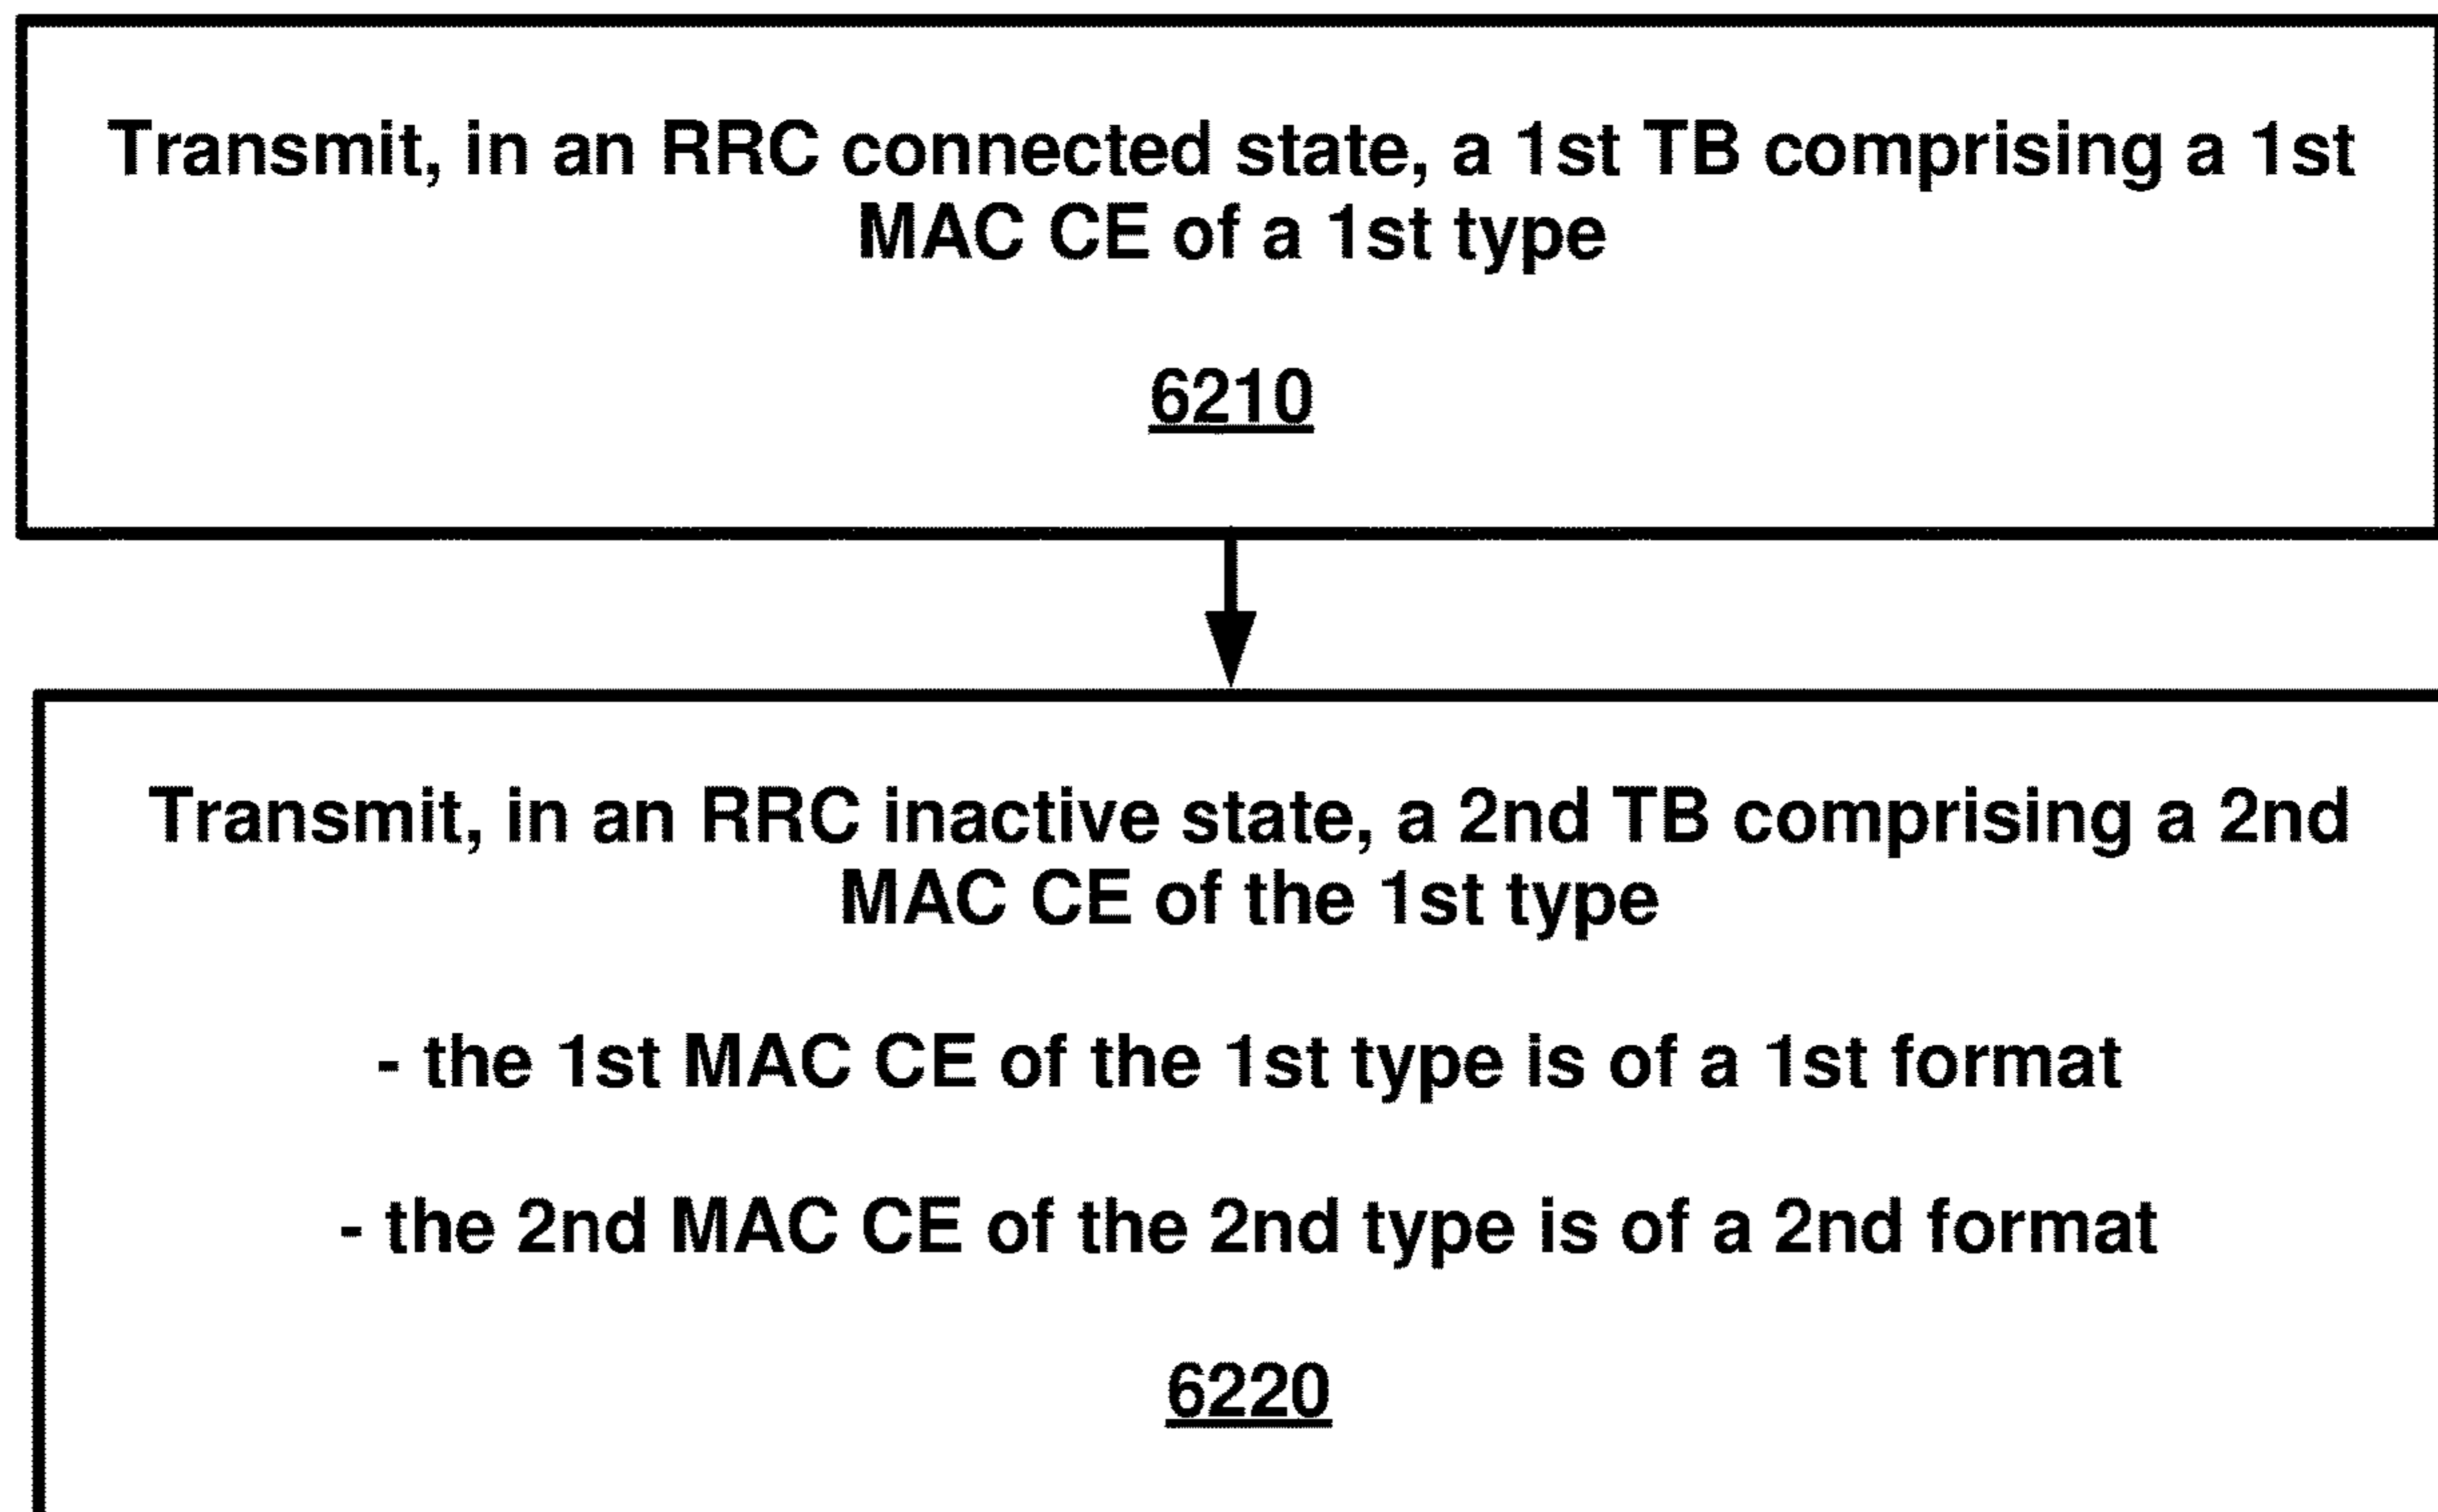 Transmit, in an RRC connected state, a 1st TB comprising a 1st
MAC CE of a 1st type
6210
Transmit, in an RRC inactive state, a 2nd TB comprising a 2nd
MAC CE of the 1st type
- the 1st MAC CE of the 1st type is of a 1st format
- the 2nd MAC CE of the 2nd type is of a 2nd format
6220